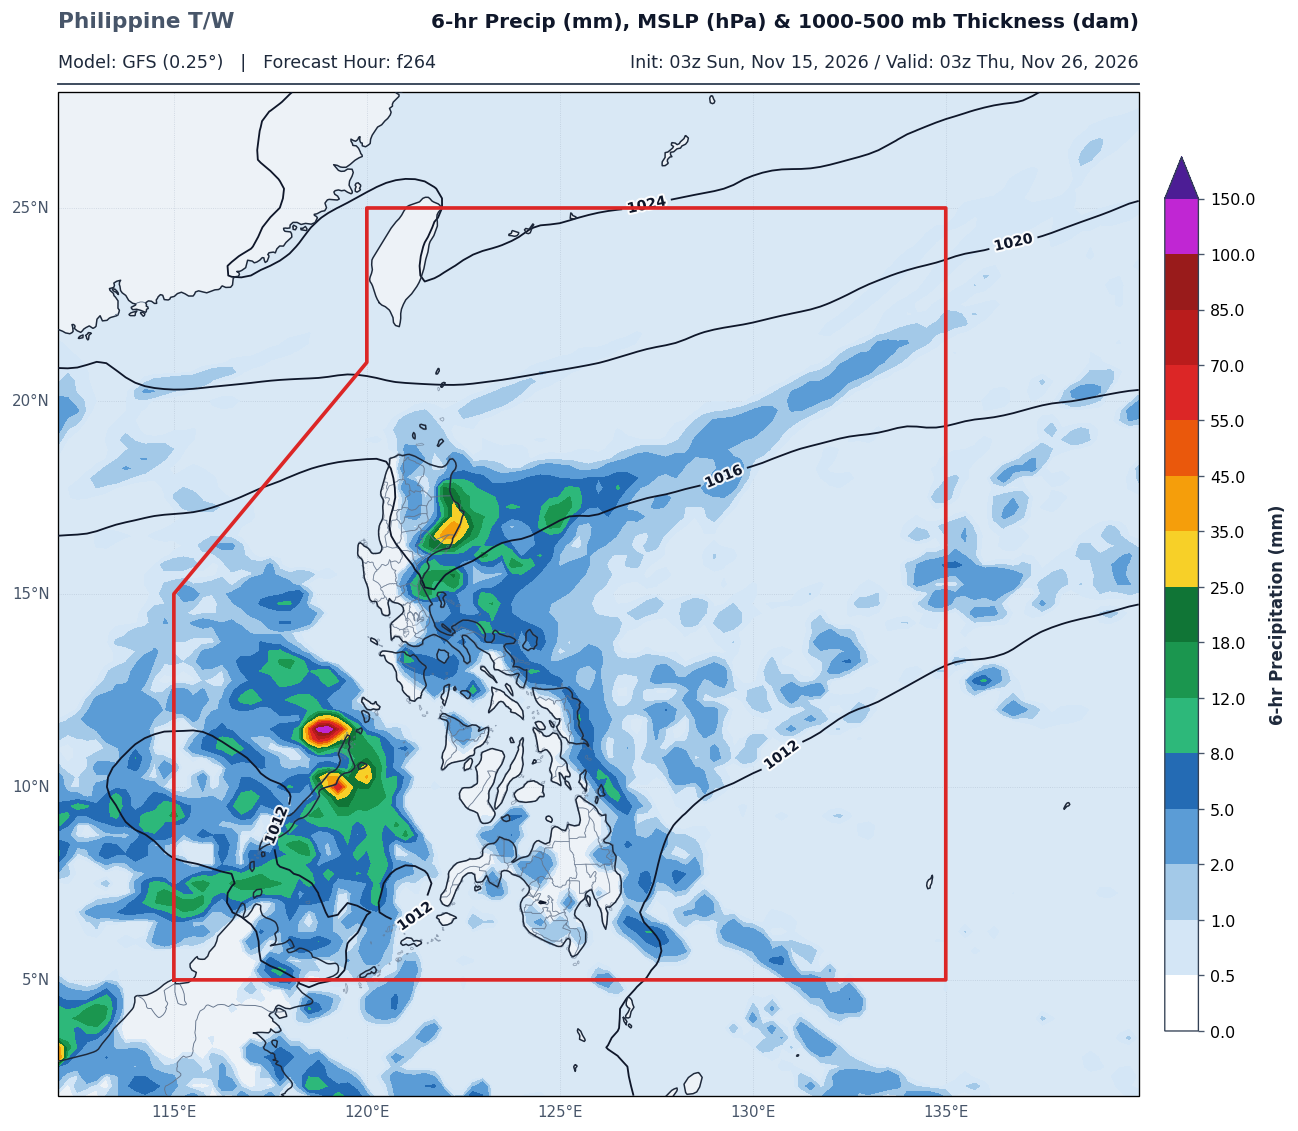 Philippine T/W
6-hr Precip (mm), MSLP (hPa) & 1000-500 mb Thickness (dam)
Model: GFS (0.25°) | Forecast Hour: f264
Init: 03z Sun, Nov 15, 2026 / Valid: 03z Thu, Nov 26, 2026
25°N
20°N
15°N
10°N
5°N
115°E
120°E
125°E
130°E
135°E
1024
1020
1016
1012
1012
1012
150.0
100.0
85.0
70.0
55.0
45.0
35.0
25.0
18.0
12.0
8.0
5.0
2.0
1.0
0.5
0.0
6-hr Precipitation (mm)